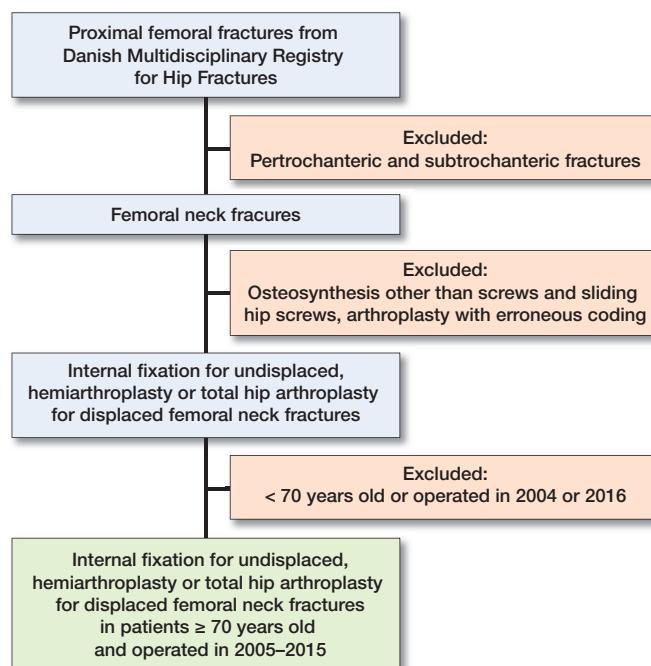 Proximal femoral fractures from
Danish Multidisciplinary Registry
for Hip Fractures
Excluded:
Pertrochanteric and subtrochanteric fractures
Femoral neck fracures
Excluded:
Osteosynthesis other than screws and sliding
hip screws, arthroplasty with erroneous coding
Internal fixation for undisplaced,
hemiarthroplasty or total hip arthroplasty
for displaced femoral neck fractures
Excluded:
< 70 years old or operated in 2004 or 2016
Internal fixation for undisplaced,
hemiarthroplasty or total hip arthroplasty
for displaced femoral neck fractures
in patients ≥ 70 years old
and operated in 2005–2015